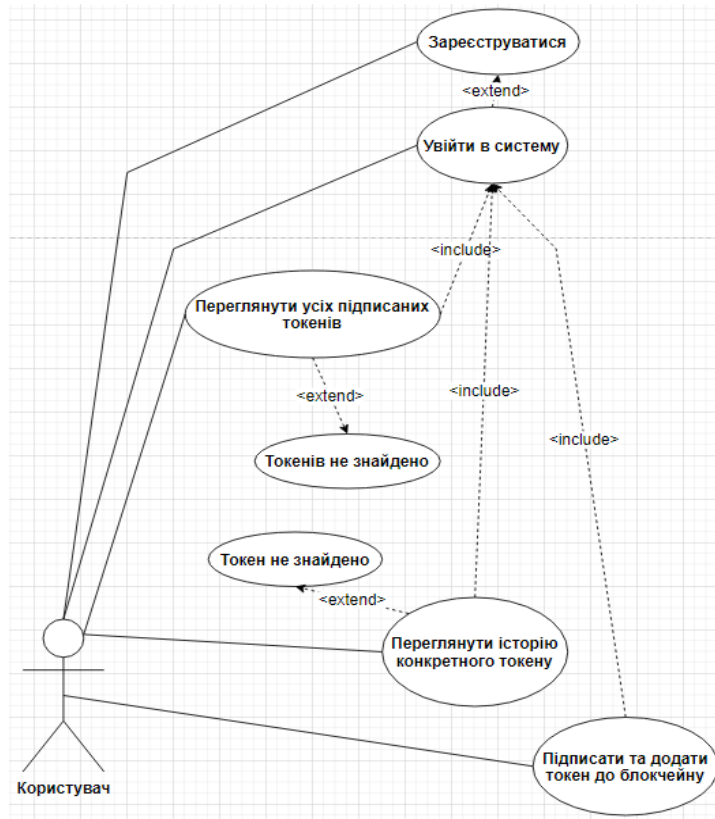 Зареєструватися
<extend>
Увійти в систему
<include>
Переглянути усіх підписаних
токенів
<extend>
<include>
<include>
Токенів не знайдено
Токен не знайдено
<extend>
Переглянути історію
конкретного токену
Підписати та додати
токен до блокчейну
Користувач